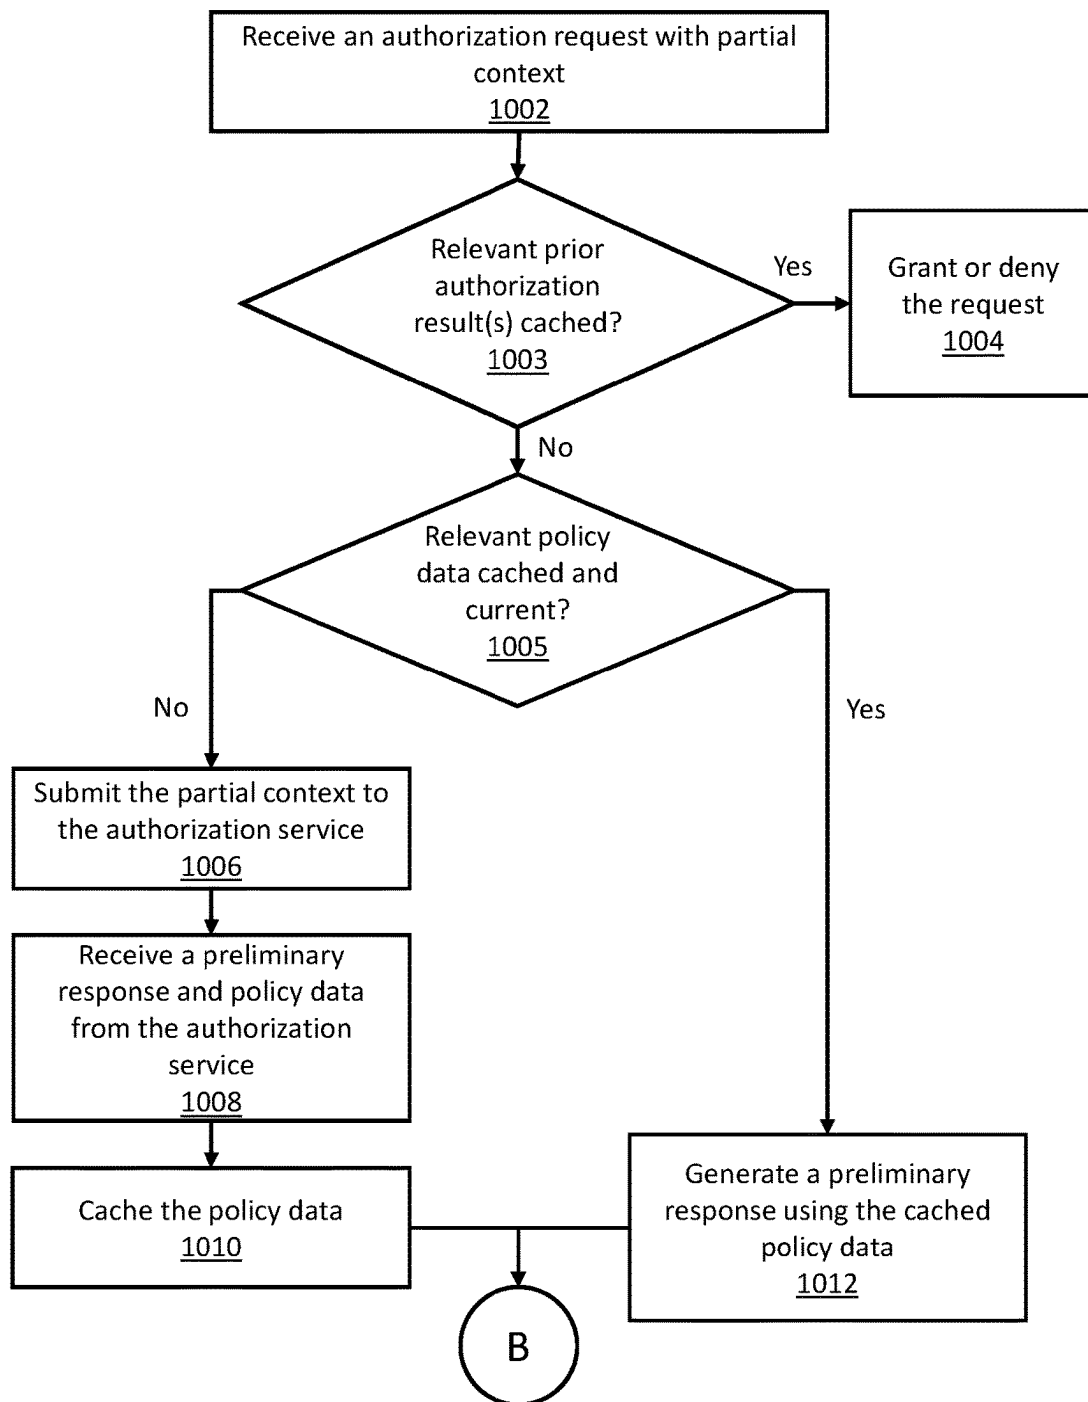 Receive an authorization request with partial
context
1002
Relevant prior
authorization
result(s) cached?
1003
Yes
Grant or deny
the request
1004
No
Relevant policy
data cached and
current?
1005
No
Yes
Submit the partial context to
the authorization service
1006
Receive a preliminary
response and policy data
from the authorization
service
1008
Cache the policy data
1010
Generate a preliminary
response using the cached
policy data
1012
B